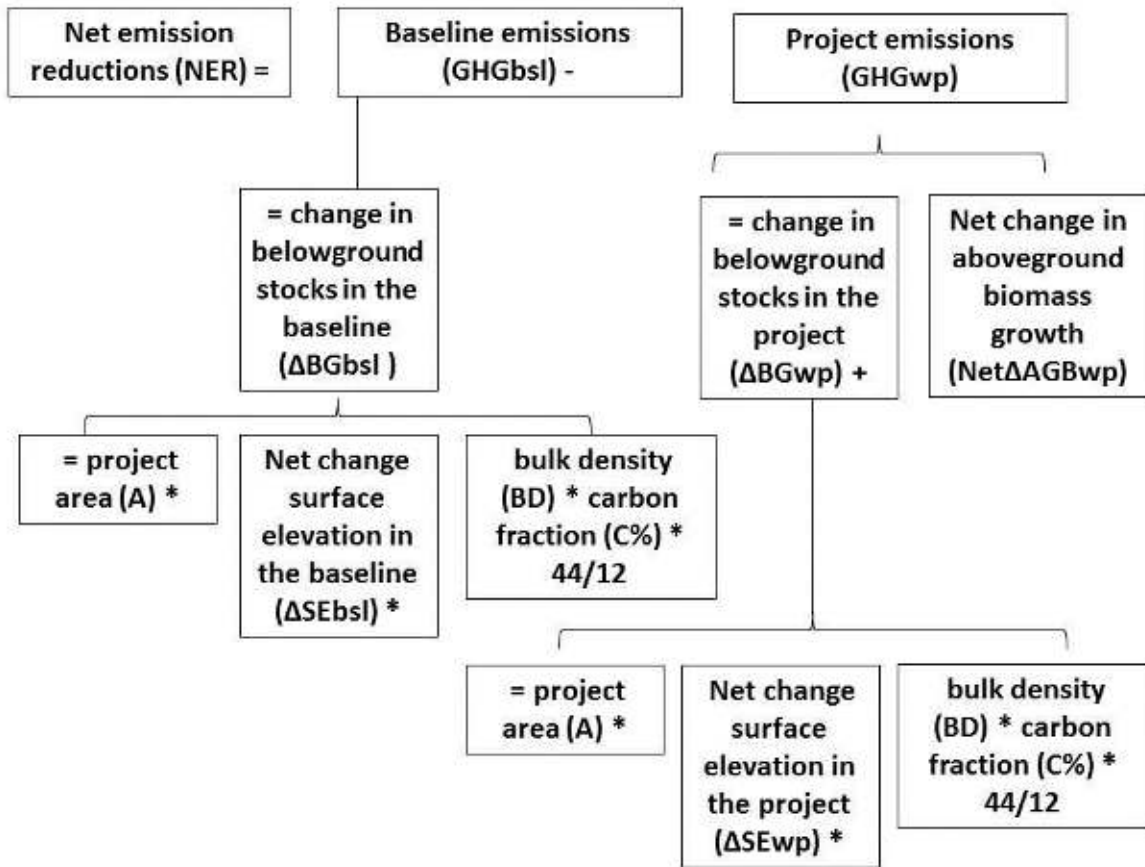 Net emission
reductions (NER) =
Baseline emissions
(GHGbsl) -
Project emissions
(GHGwp)
= change in
belowground
stocks in the
baseline
(ΔBGbsl )
= change in
belowground
stocks in the
project
(ΔBGwp) +
Net change in
aboveground
biomass
growth
(NetΔAGBwp)
= project
area (A) *
Net change
surface
elevation in
the baseline
(ΔSEbsl) *
bulk density
(BD) * carbon
fraction (C%) *
44/12
= project
area (A) *
Net change
surface
elevation in
the project
(ΔSEwp) *
bulk density
(BD) * carbon
fraction (C%) *
44/12